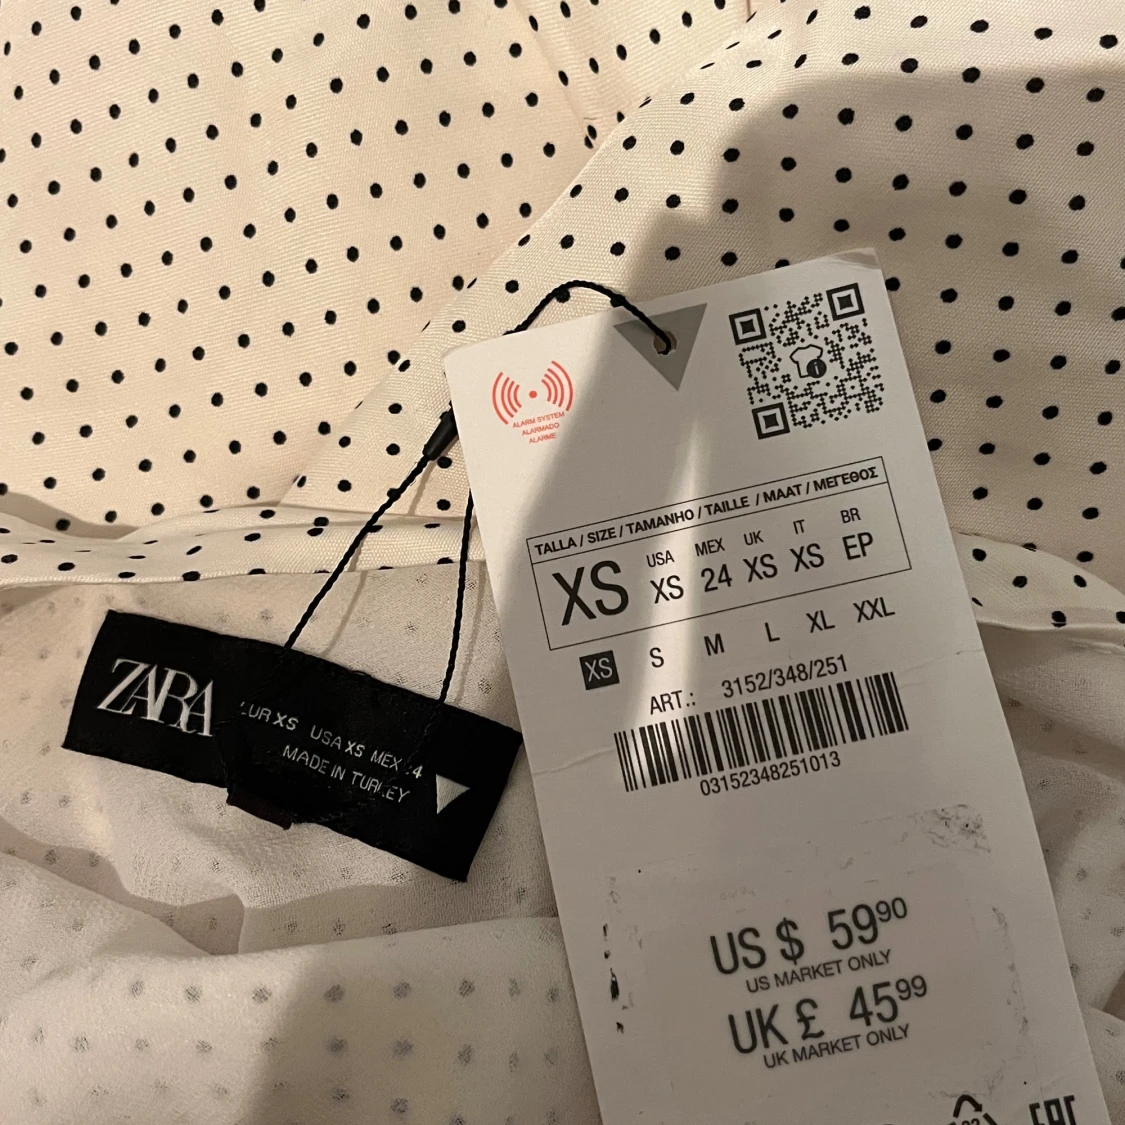 ALARM SYSTEM
ALARMADO
ALARME
TALLA / SIZE / TAMANHO / TAILLE / MAAT / ΜΕΓΕΘΟΣ
USA MEX UK IT BR
XS XS 24 XS XS EP
XS S M L XL XXL
ART.: 3152/348/251
03152348251013
US $ 59⁹⁰
US MARKET ONLY
UK £ 45⁹⁹
UK MARKET ONLY
EAC
ZARA
EUR XS USA XS MEX 24
MADE IN TURKEY